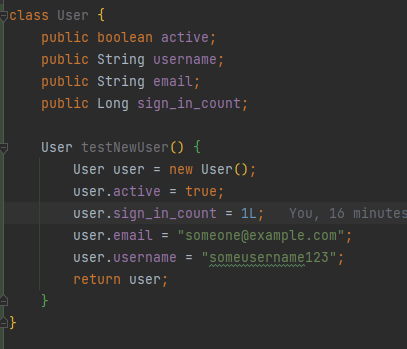 class User {
    public boolean active;
    public String username;
    public String email;
    public Long sign_in_count;

    User testNewUser() {
        User user = new User();
        user.active = true;
        user.sign_in_count = 1L;   You, 16 minutes
        user.email = "someone@example.com";
        user.username = "someusername123";
        return user;
    }
}